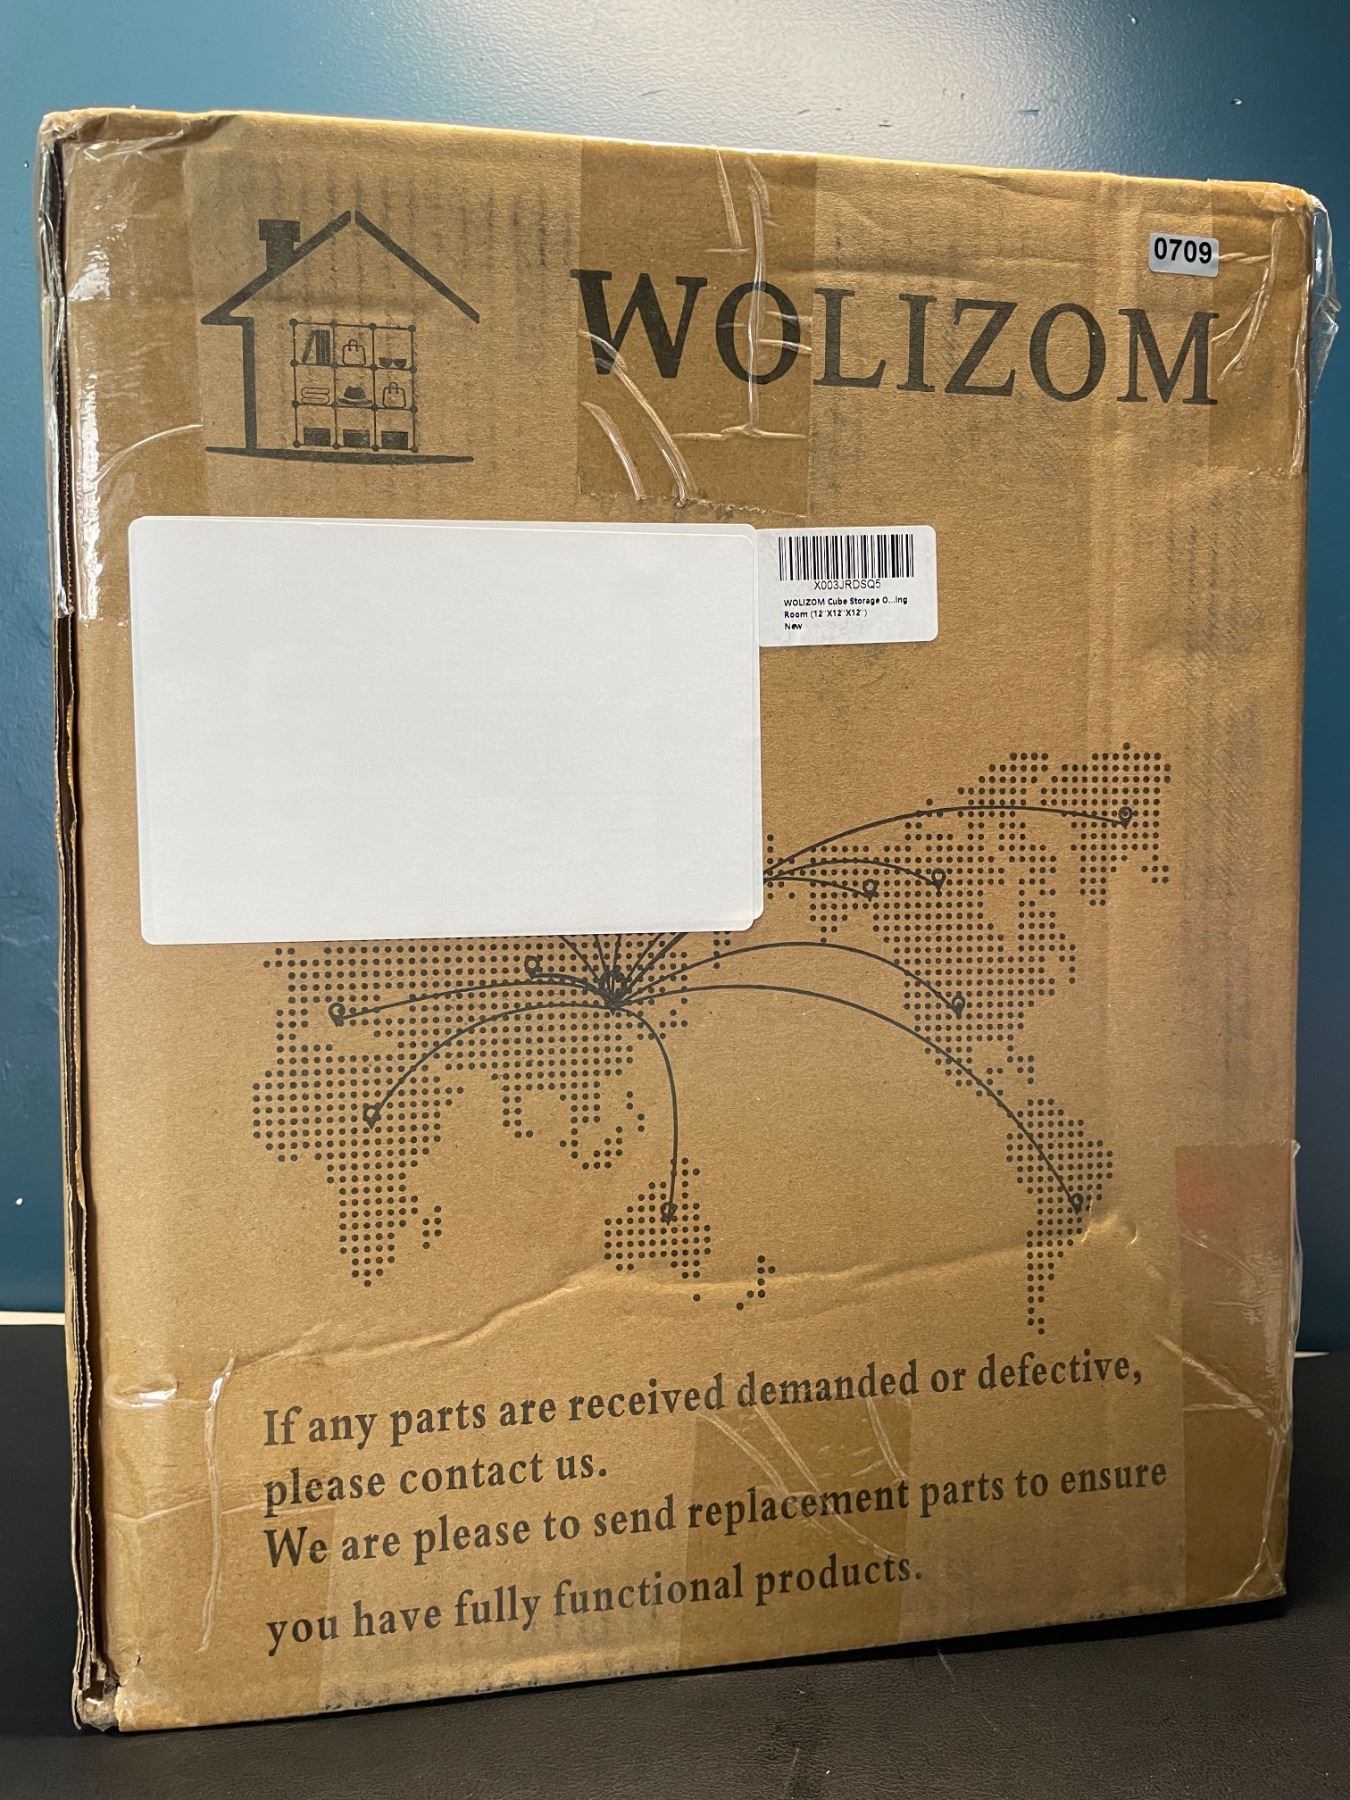 0709
WOLIZOM
X003JRDSQ5
WOLIZOM Cube Storage O...ing
Room (12"X12"X12")
New
If any parts are received demanded or defective,
please contact us.
We are please to send replacement parts to ensure
you have fully functional products.